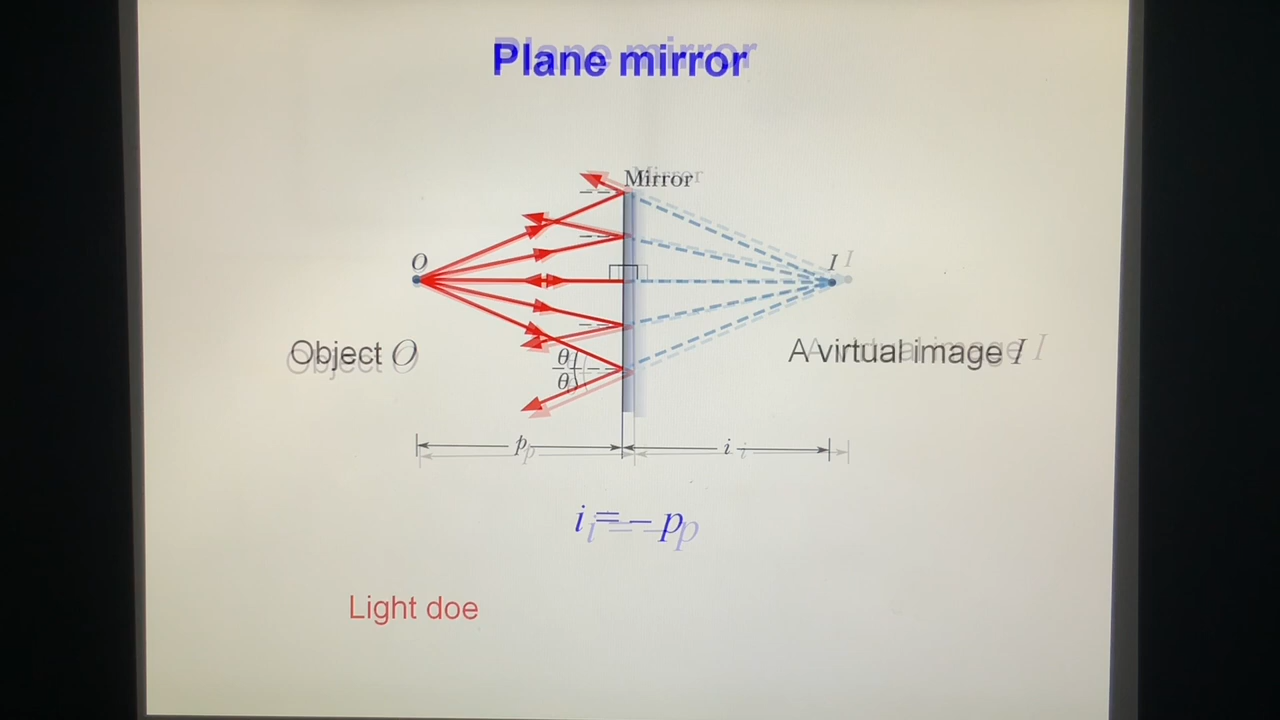 Plane mirror
Mirror
O
I
Object O
A virtual image I
θ
θ
p
i
i = – p
Light doe